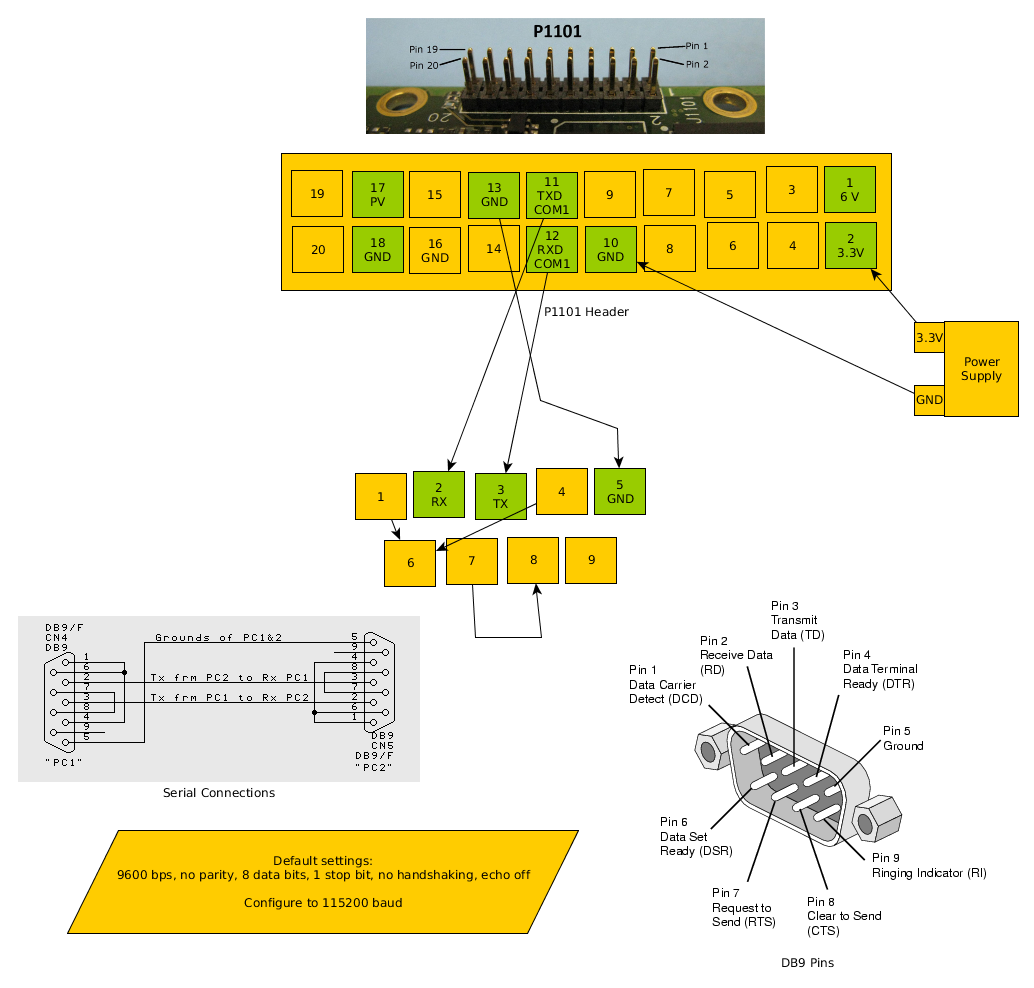 P1101
Pin 19
Pin 1
Pin 20
Pin 2
20
2
J1101
19
17
PV
15
13
GND
11
TXD
COM1
9
7
5
3
1
6 V
20
18
GND
16
GND
14
12
RXD
COM1
10
GND
8
6
4
2
3.3V
P1101 Header
3.3V
Power
Supply
GND
1
2
RX
3
TX
4
5
GND
6
7
8
9
DB9/F
CN4
DB9
1
6
2
7
3
8
4
9
5
"PC1"
Grounds of PC1&2
Tx frm PC2 to Rx PC1
Tx frm PC1 to Rx PC2
5
9
4
8
3
7
2
6
1
DB9
CN5
DB9/F
"PC2"
Serial Connections
Default settings:
9600 bps, no parity, 8 data bits, 1 stop bit, no handshaking, echo off
Configure to 115200 baud
Pin 3
Transmit
Data (TD)
Pin 2
Receive Data
(RD)
Pin 4
Data Terminal
Ready (DTR)
Pin 1
Data Carrier
Detect (DCD)
Pin 5
Ground
Pin 6
Data Set
Ready (DSR)
Pin 9
Ringing Indicator (RI)
Pin 7
Request to
Send (RTS)
Pin 8
Clear to Send
(CTS)
DB9 Pins